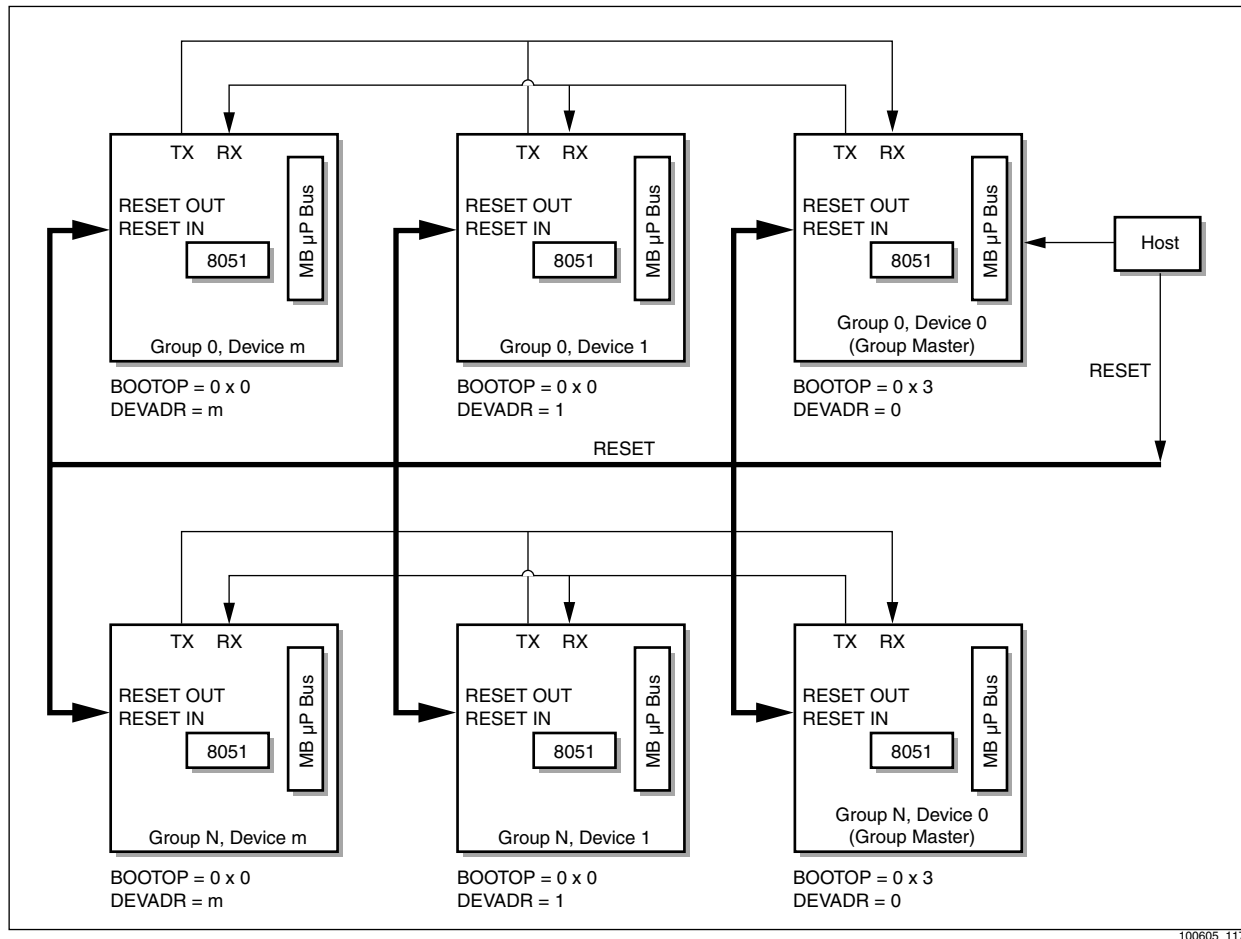 TX RX
RESET OUT
RESET IN
8051
MB µP Bus
Group 0, Device m
BOOTOP = 0 x 0
DEVADR = m
TX RX
RESET OUT
RESET IN
8051
MB µP Bus
Group 0, Device 1
BOOTOP = 0 x 0
DEVADR = 1
TX RX
RESET OUT
RESET IN
8051
MB µP Bus
Group 0, Device 0
(Group Master)
BOOTOP = 0 x 3
DEVADR = 0
Host
RESET
RESET
TX RX
RESET OUT
RESET IN
8051
MB µP Bus
Group N, Device m
BOOTOP = 0 x 0
DEVADR = m
TX RX
RESET OUT
RESET IN
8051
MB µP Bus
Group N, Device 1
BOOTOP = 0 x 0
DEVADR = 1
TX RX
RESET OUT
RESET IN
8051
MB µP Bus
Group N, Device 0
(Group Master)
BOOTOP = 0 x 3
DEVADR = 0
100605_117